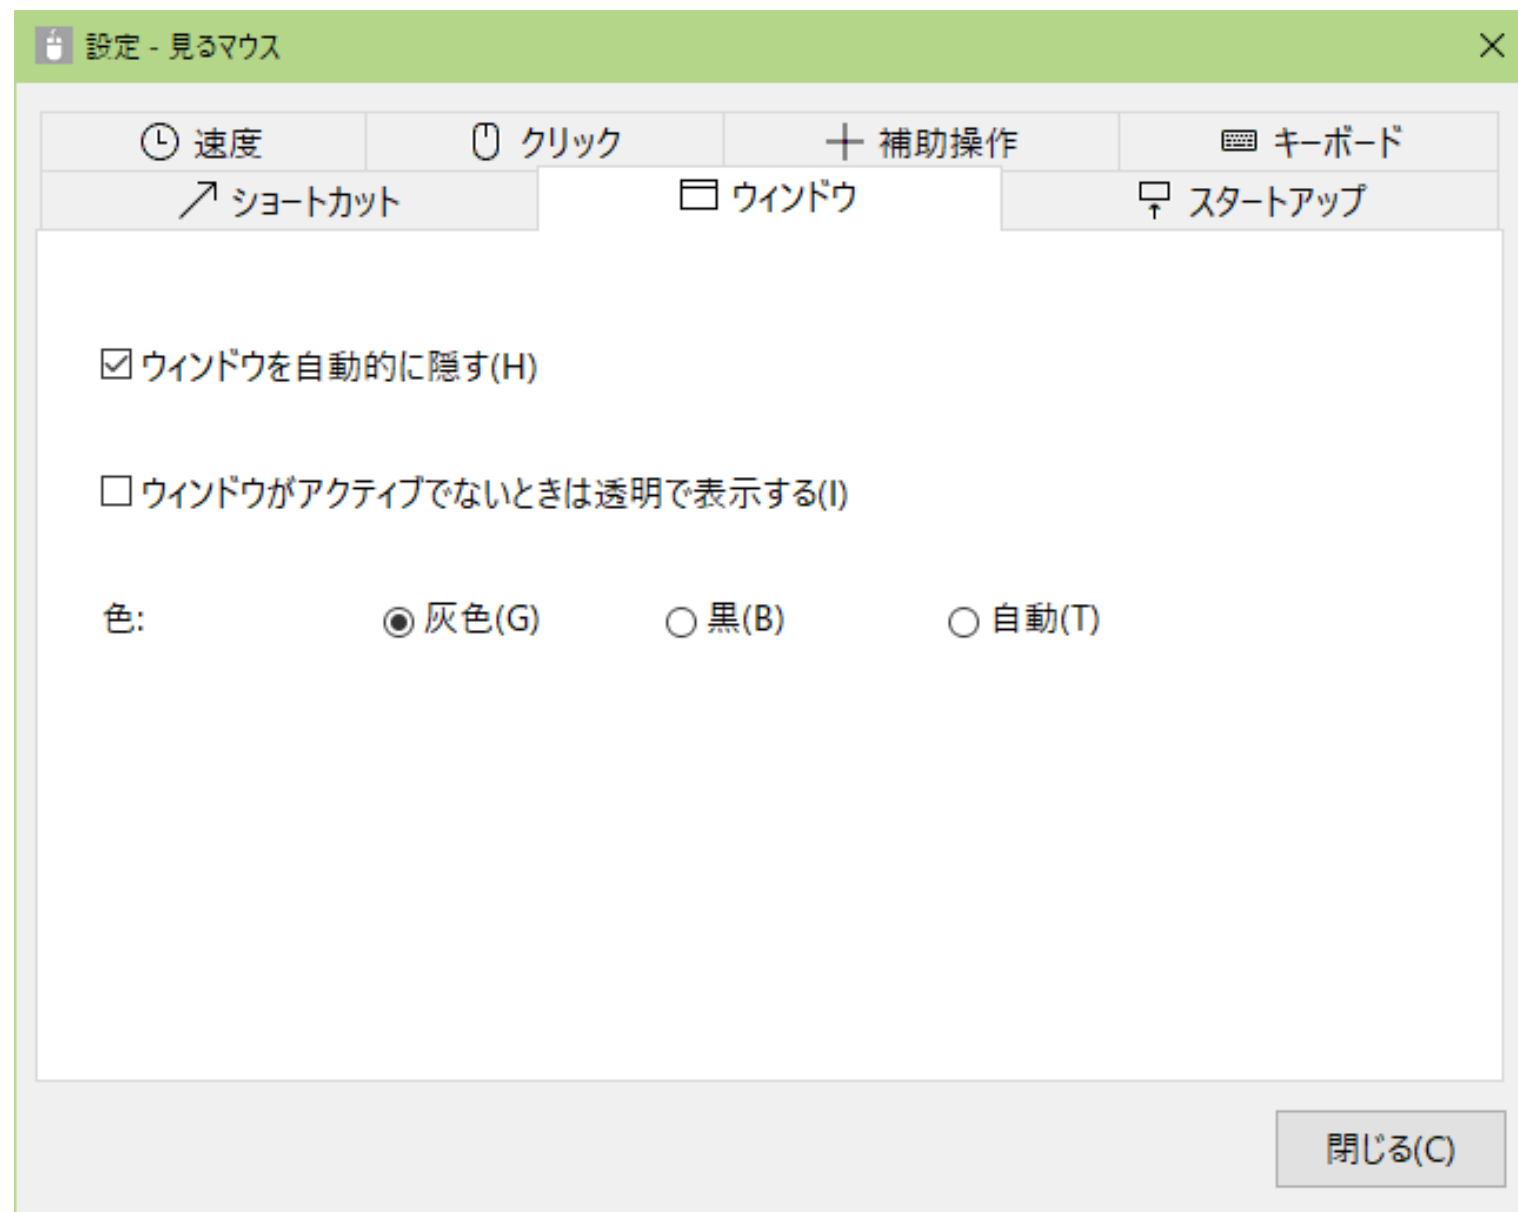 設定 - 見るマウス
速度 クリック 補助操作 キーボード
ショートカット ウィンドウ スタートアップ
ウィンドウを自動的に隠す(H)
ウィンドウがアクティブでないときは透明で表示する(I)
色: 灰色(G) 黒(B) 自動(T)
閉じる(C)